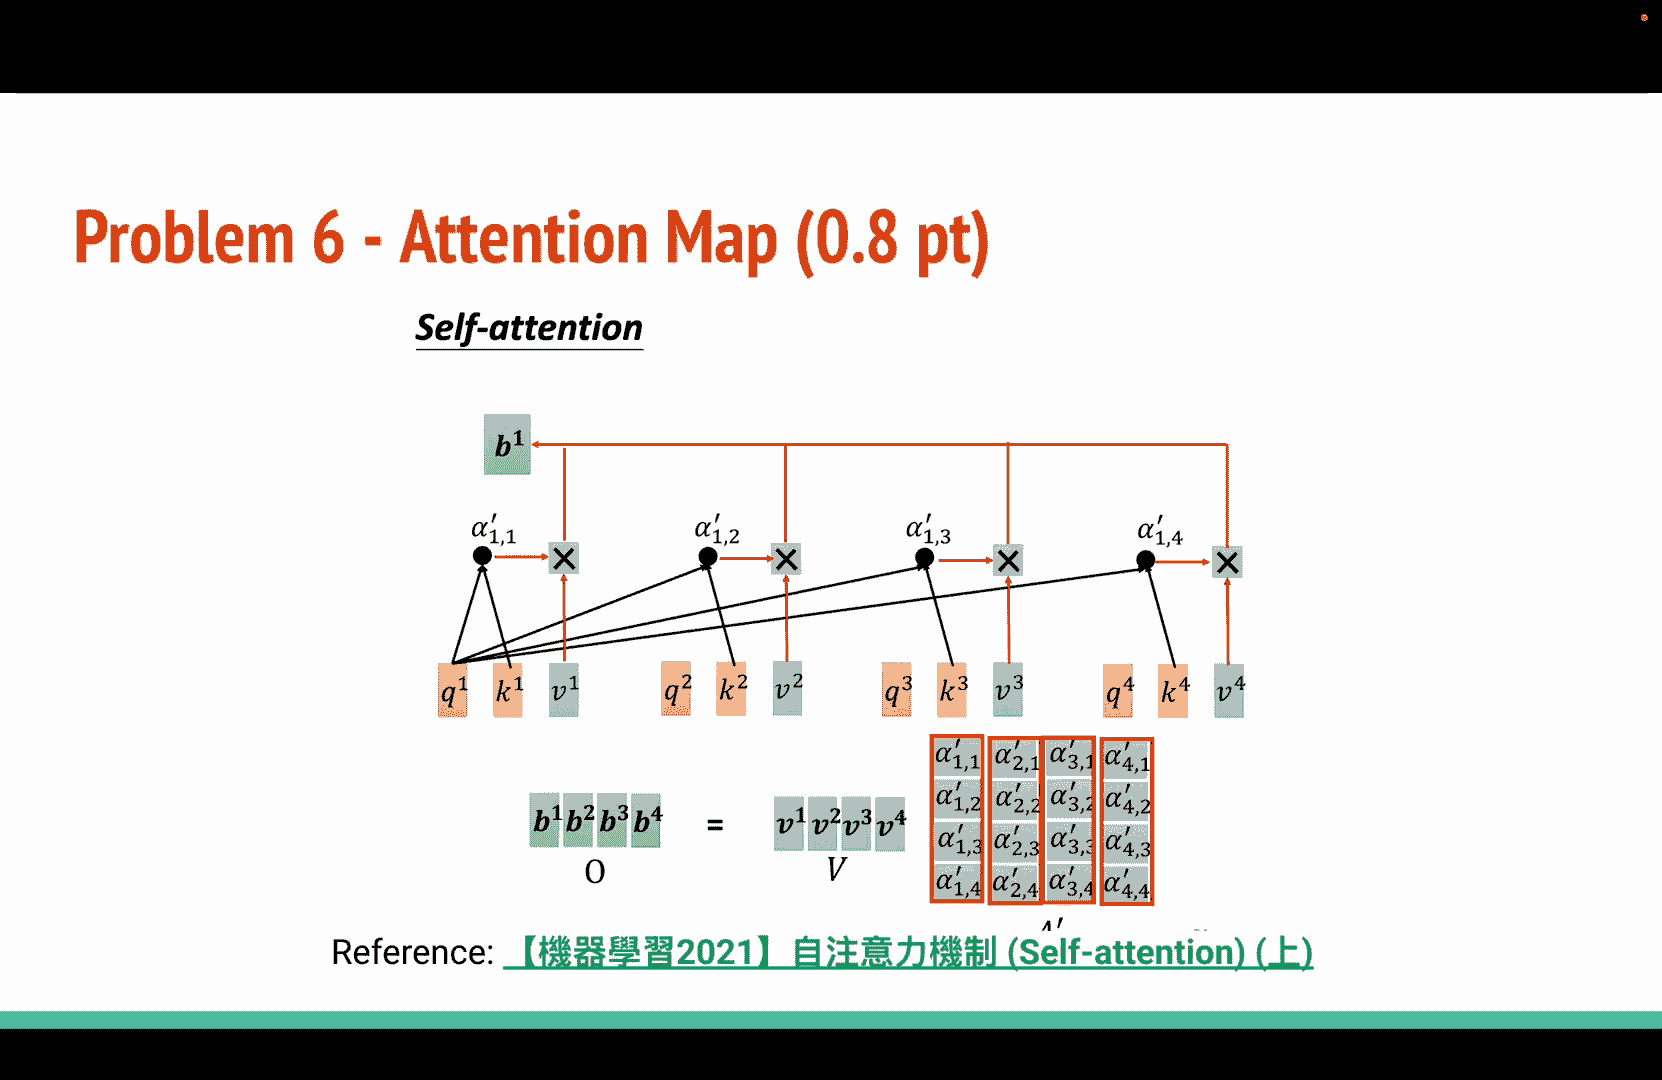 Problem 6 - Attention Map (0.8 pt)
Self-attention
b¹
α′₁,₁ α′₁,₂ α′₁,₃ α′₁,₄
q¹ k¹ v¹ q² k² v² q³ k³ v³ q⁴ k⁴ v⁴
α′₁,₁ α′₂,₁ α′₃,₁ α′₄,₁
α′₁,₂ α′₂,₂ α′₃,₂ α′₄,₂
b¹ b² b³ b⁴ = v¹ v² v³ v⁴
α′₁,₃ α′₂,₃ α′₃,₃ α′₄,₃
O V
α′₁,₄ α′₂,₄ α′₃,₄ α′₄,₄
Reference: 【機器學習2021】自注意力機制 (Self-attention) (上)